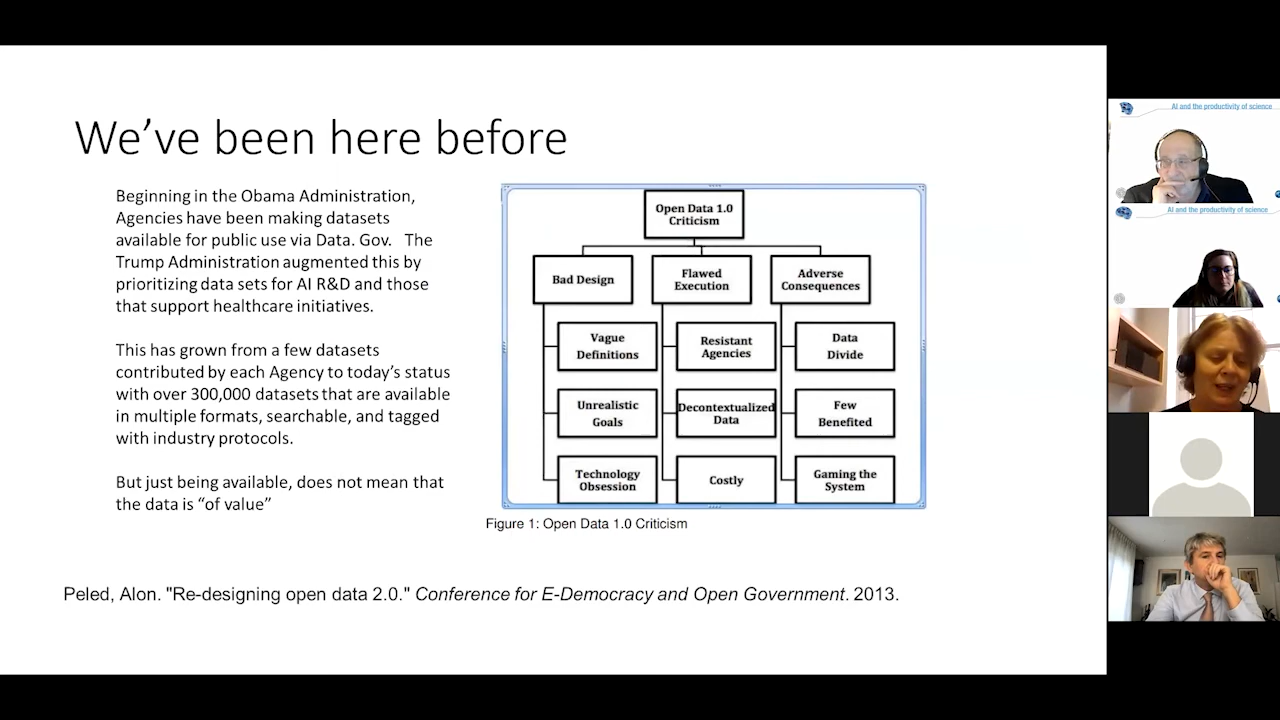 We've been here before
Beginning in the Obama Administration,
Agencies have been making datasets
available for public use via Data. Gov.   The
Trump Administration augmented this by
prioritizing data sets for AI R&D and those
that support healthcare initiatives.
This has grown from a few datasets
contributed by each Agency to today's status
with over 300,000 datasets that are available
in multiple formats, searchable, and tagged
with industry protocols.
But just being available, does not mean that
the data is “of value”
Open Data 1.0
Criticism
Bad Design
Flawed
Execution
Adverse
Consequences
Vague
Definitions
Resistant
Agencies
Data
Divide
Unrealistic
Goals
Decontextualized
Data
Few
Benefited
Technology
Obsession
Costly
Gaming the
System
Figure 1: Open Data 1.0 Criticism
Peled, Alon. "Re-designing open data 2.0." Conference for E-Democracy and Open Government. 2013.
AI and the productivity of science
AI and the productivity of science